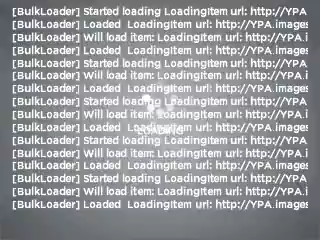 [BulkLoader] Started loading LoadingItem url: http://YPA
[BulkLoader] Loaded LoadingItem url: http://YPA.images
[BulkLoader] Will load item: LoadingItem url: http://YPA.i
[BulkLoader] Loaded LoadingItem url: http://YPA.images
[BulkLoader] Started loading LoadingItem url: http://YPA
[BulkLoader] Will load item: LoadingItem url: http://YPA.i
[BulkLoader] Loaded LoadingItem url: http://YPA.images
[BulkLoader] Started loading LoadingItem url: http://YPA
[BulkLoader] Will load item: LoadingItem url: http://YPA.i
[BulkLoader] Loaded LoadingItem url: http://YPA.images
LOADING
[BulkLoader] Started loading LoadingItem url: http://YPA
[BulkLoader] Will load item: LoadingItem url: http://YPA.i
[BulkLoader] Loaded LoadingItem url: http://YPA.images
[BulkLoader] Started loading LoadingItem url: http://YPA
[BulkLoader] Will load item: LoadingItem url: http://YPA.i
[BulkLoader] Loaded LoadingItem url: http://YPA.images